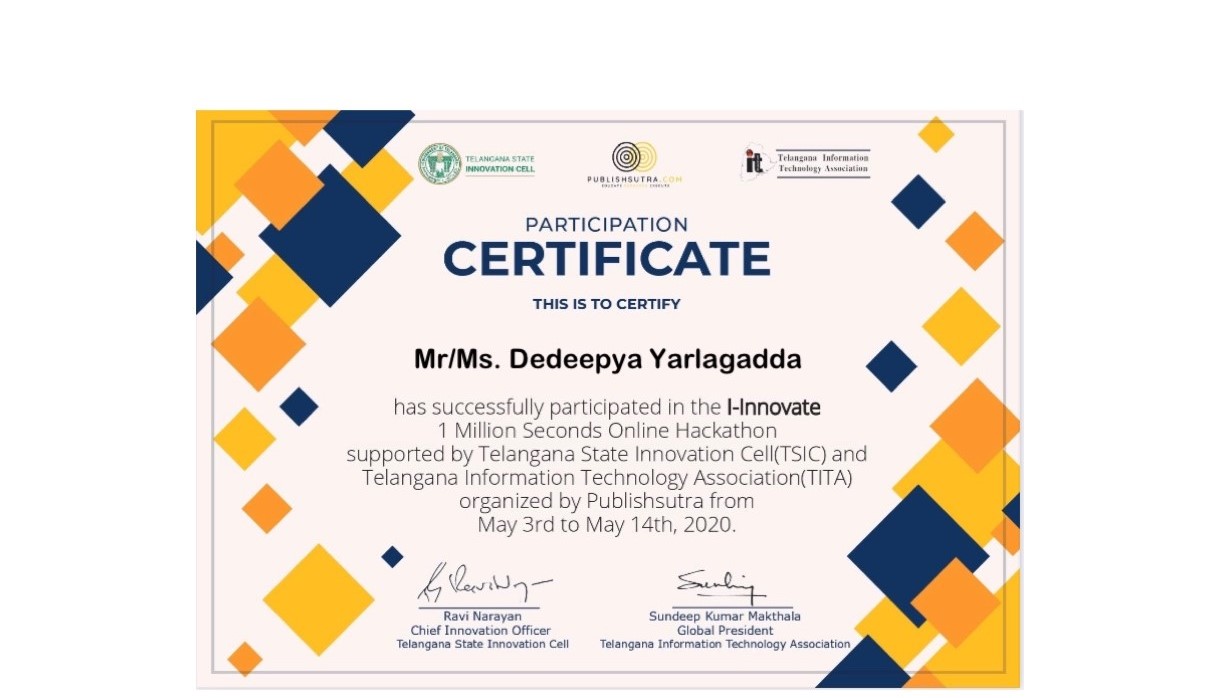 TELANGANA STATE
INNOVATION CELL
PUBLISHSUTRA.COM
it
Telangana Information
Technology Association
PARTICIPATION
CERTIFICATE
THIS IS TO CERTIFY
Mr/Ms. Dedeepya Yarlagadda
has successfully participated in the I-Innovate
1 Million Seconds Online Hackathon
supported by Telangana State Innovation Cell(TSIC) and
Telangana Information Technology Association(TITA)
organized by Publishsutra from
May 3rd to May 14th, 2020.
Ravi Narayan
Chief Innovation Officer
Telangana State Innovation Cell
Sundeep Kumar Makthala
Global President
Telangana Information Technology Association